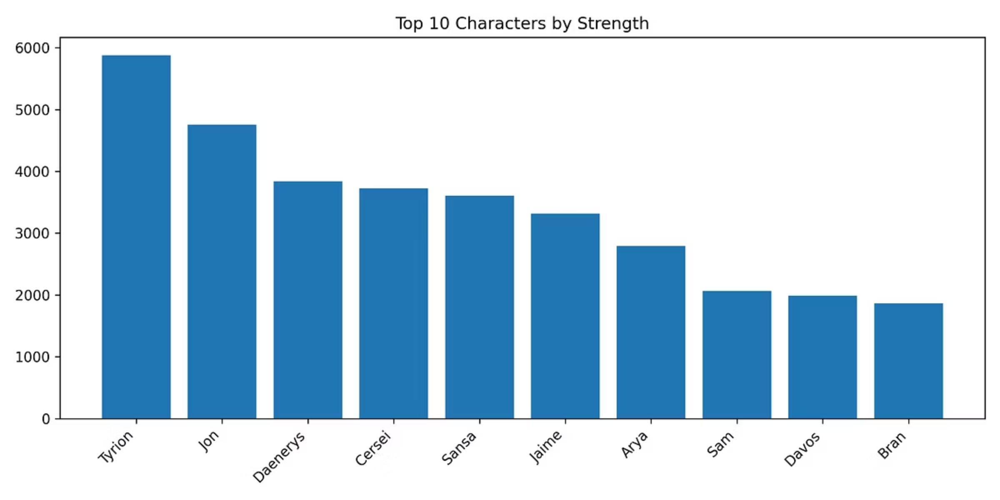 Top 10 Characters by Strength
6000
5000
4000
3000
2000
1000
0
Tyrion
Jon
Daenerys
Cersei
Sansa
Jaime
Arya
Sam
Davos
Bran